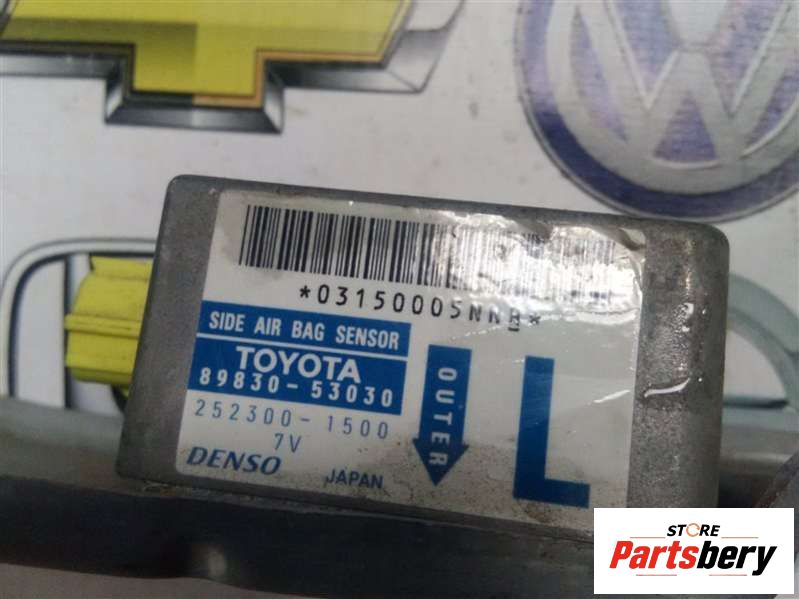 *03150005NNB*
SIDE AIR BAG SENSOR
TOYOTA
89830-53030
252300-1500
7V
DENSO
JAPAN
OUTER
L
STORE
Partsbery